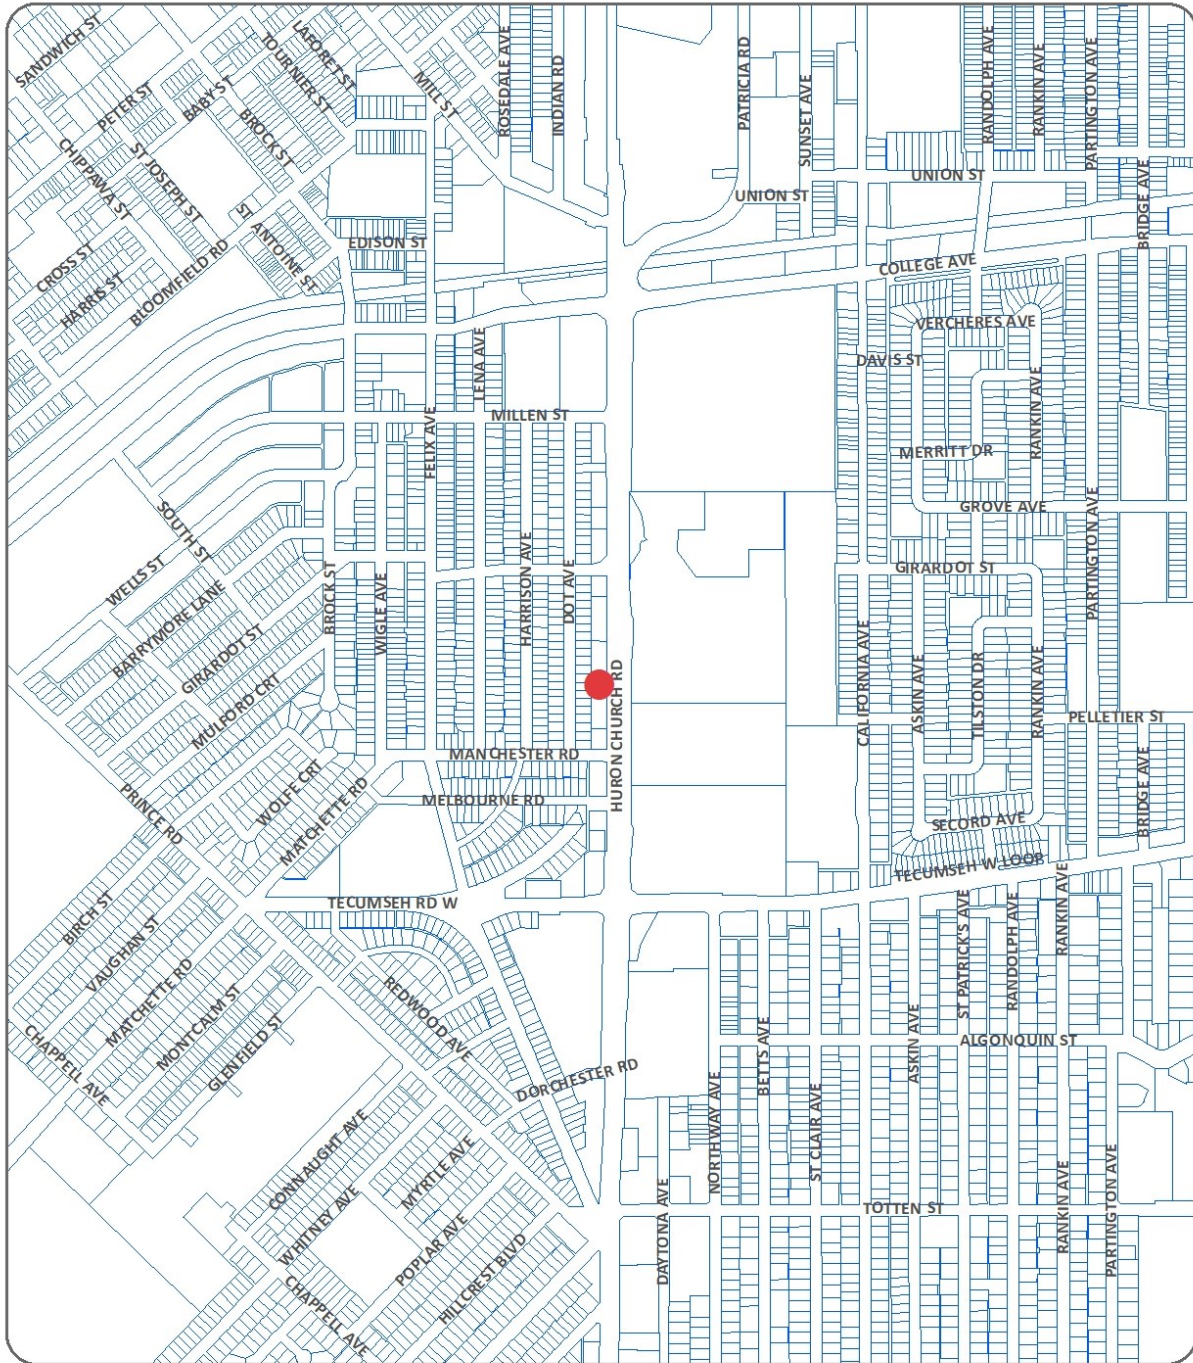 SANDWICH ST
LAFORET ST
TOURNIER ST
MILL ST
ROSEDALE AVE
INDIAN RD
PATRICIA RD
SUNSET AVE
RANDOLPH AVE
RANKIN AVE
PARTINGTON AVE
PETER ST
BABY ST
BROCK ST
CHIPPAWA ST
ST JOSEPH ST
UNION ST
UNION ST
BRIDGE AVE
ST ANTOINE ST
EDISON ST
CROSS ST
HARRIS ST
BLOOMFIELD RD
COLLEGE AVE
VERCHERES AVE
LENA AVE
DAVIS ST
FELIX AVE
MILLEN ST
RANKIN AVE
MERRITT DR
GROVE AVE
PARTINGTON AVE
SOUTH ST
WELLS ST
BARRYMORE LANE
GIRARDOT ST
MULFORD CRT
BROCK ST
WIGLE AVE
HARRISON AVE
DOT AVE
GIRARDOT ST
HURON CHURCH RD
CALIFORNIA AVE
ASKIN AVE
TILSTON DR
RANKIN AVE
PELLETIER ST
MANCHESTER RD
MELBOURNE RD
WOLFE CRT
MATCHETTE RD
PRINCE RD
BRIDGE AVE
SECORD AVE
TECUMSEH W LOOP
TECUMSEH RD W
BIRCH ST
VAUGHAN ST
MATCHETTE RD
MONTCALM ST
GLENFIELD ST
CHAPPELL AVE
REDWOOD AVE
ST PATRICK'S AVE
RANDOLPH AVE
RANKIN AVE
ASKIN AVE
ALGONQUIN ST
DORCHESTER RD
NORTHWAY AVE
BETTS AVE
ST CLAIR AVE
CONNAUGHT AVE
MYRTLE AVE
WHITNEY AVE
POPLAR AVE
HILLCREST BLVD
CHAPPELL AVE
DAYTONA AVE
TOTTEN ST
RANKIN AVE
PARTINGTON AVE